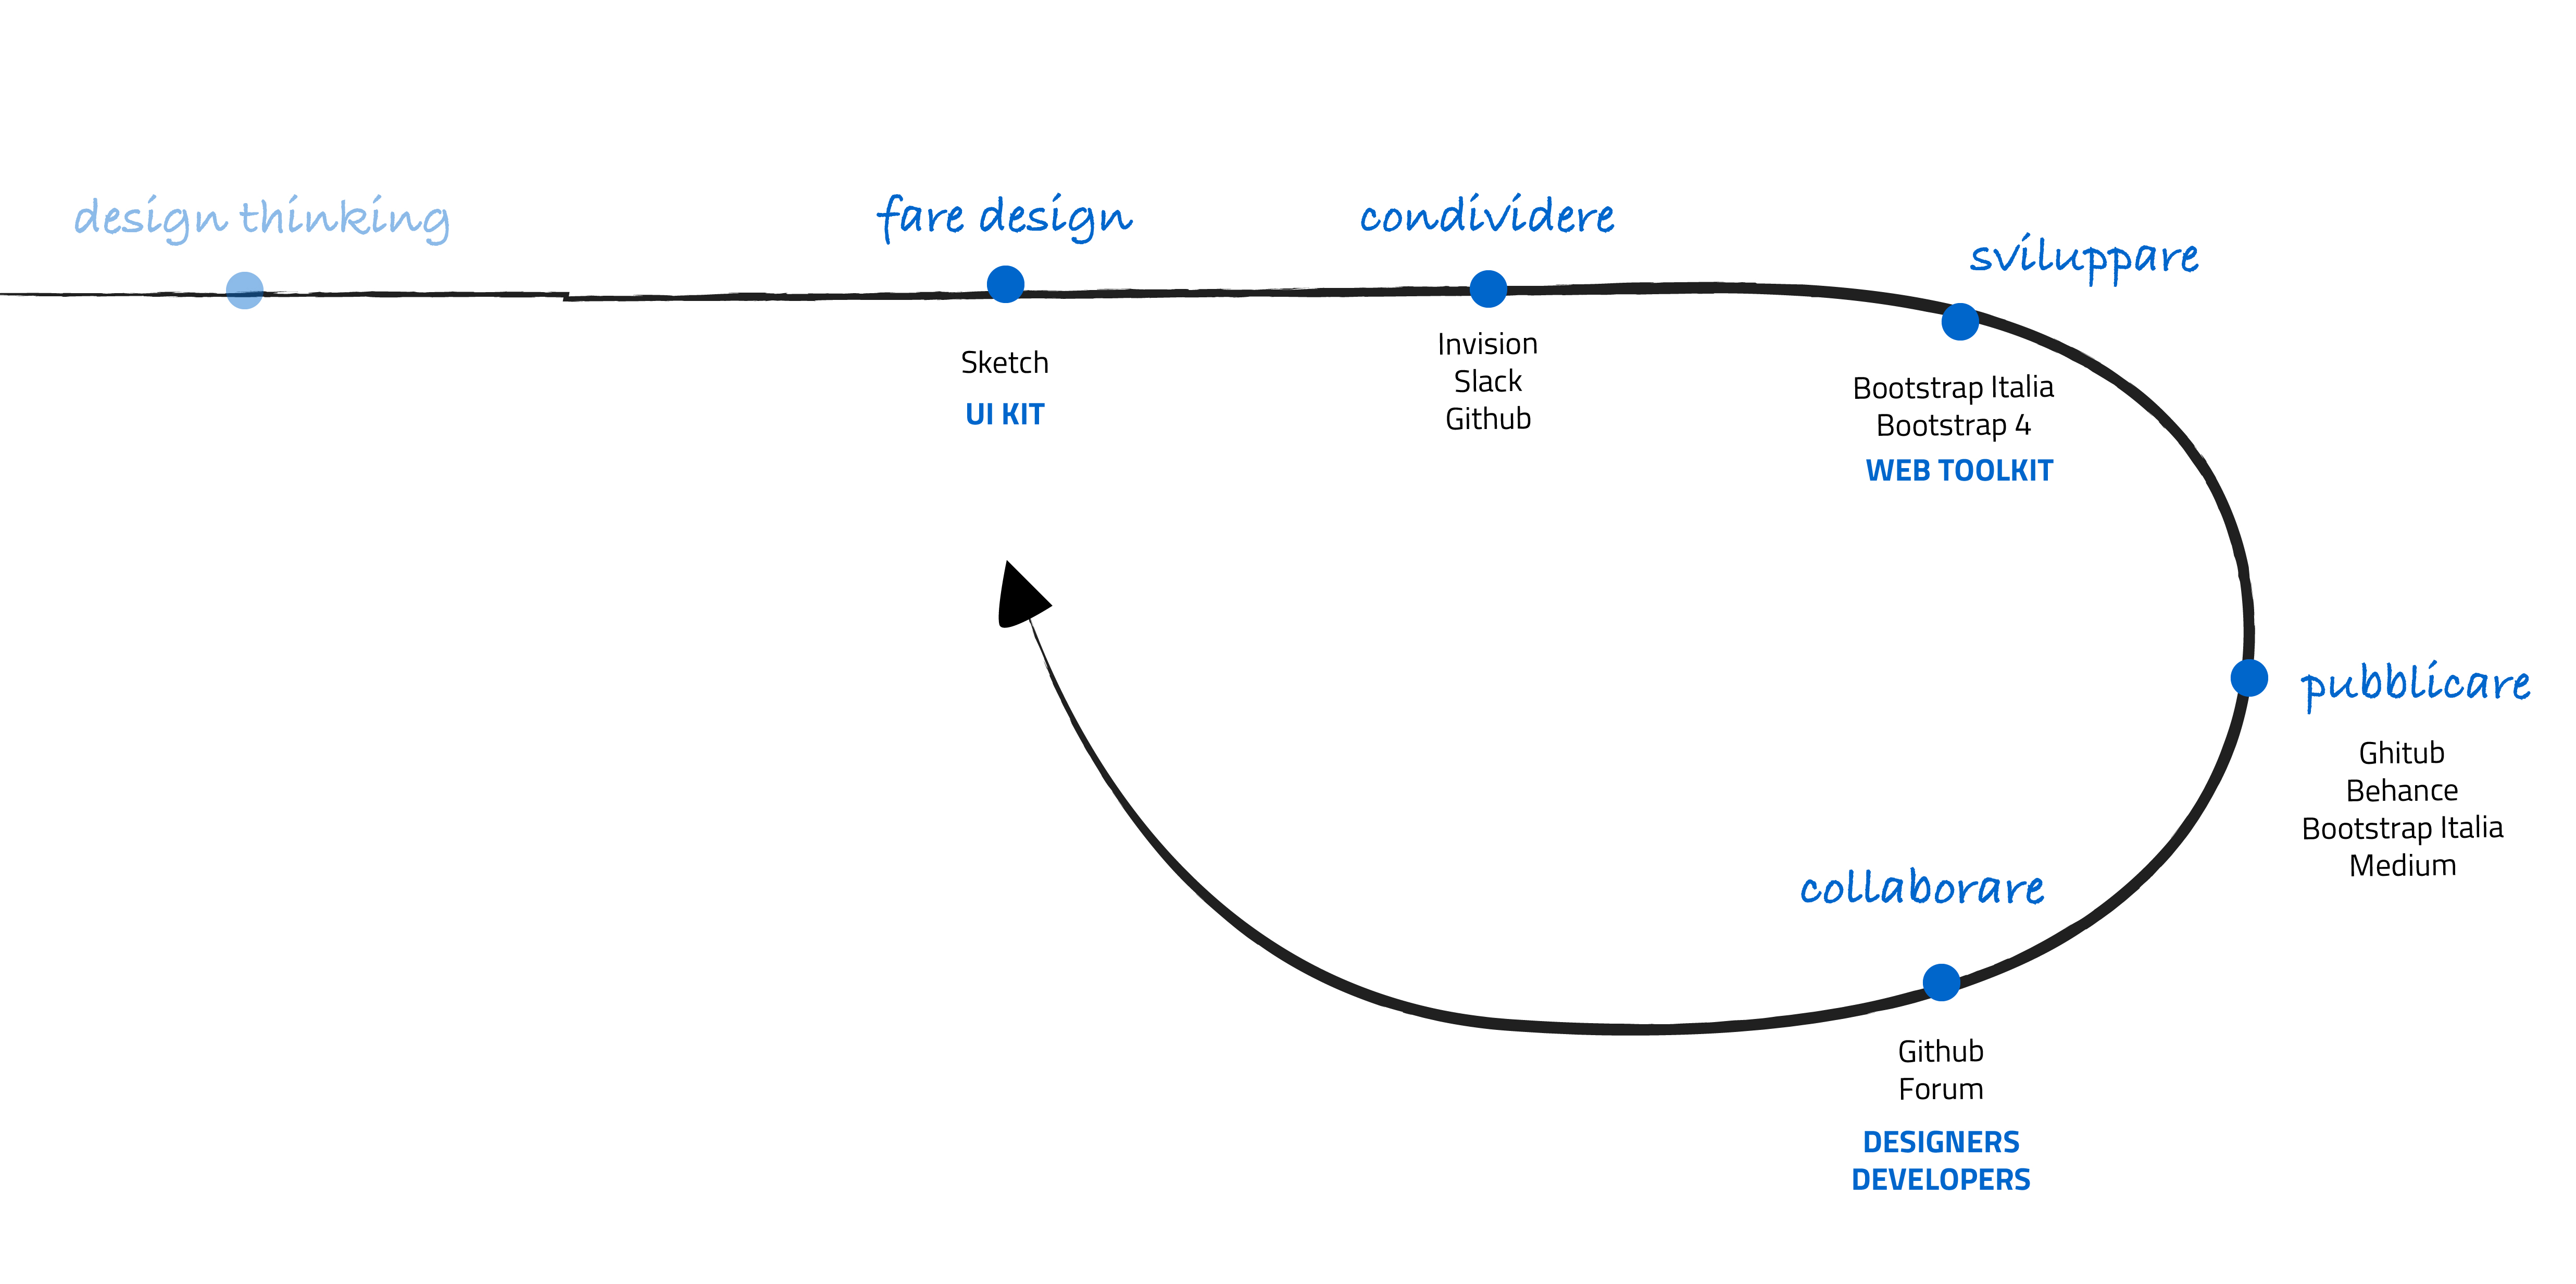 design thinking
fare design
Sketch
UI KIT
condividere
Invision
Slack
Github
sviluppare
Bootstrap Italia
Bootstrap 4
WEB TOOLKIT
pubblicare
Ghitub
Behance
Bootstrap Italia
Medium
collaborare
Github
Forum
DESIGNERS
DEVELOPERS